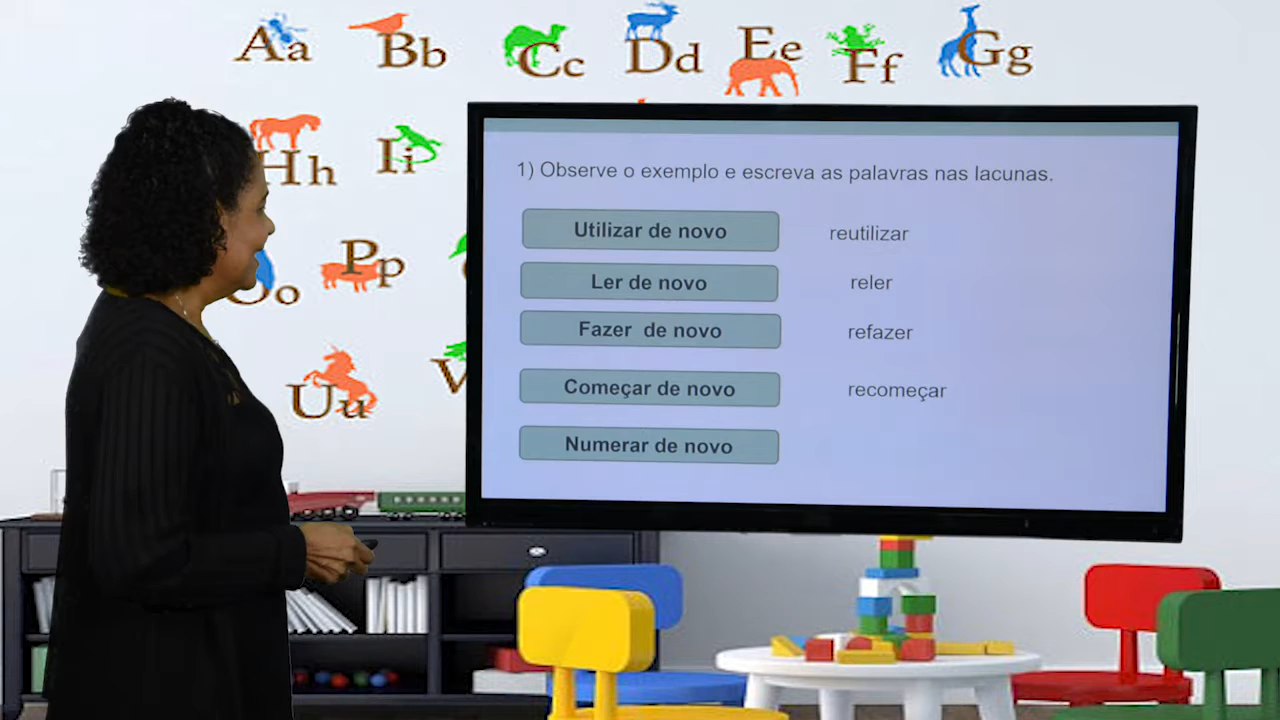 Aa Bb Cc Dd Ee Ff Gg
Hh Ii
Oo Pp
Uu V
1) Observe o exemplo e escreva as palavras nas lacunas.
Utilizar de novo reutilizar
Ler de novo reler
Fazer de novo refazer
Começar de novo recomeçar
Numerar de novo